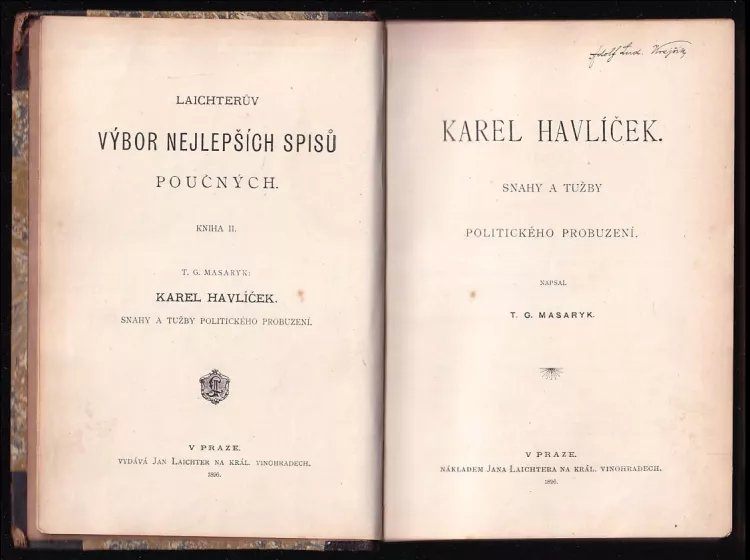 LAICHTERŮV
VÝBOR NEJLEPŠÍCH SPISŮ
POUČNÝCH.
KNIHA II.
T. G. MASARYK:
KAREL HAVLÍČEK.
SNAHY A TUŽBY POLITICKÉHO PROBUZENÍ.
V PRAZE.
VYDÁVÁ JAN LAICHTER NA KRÁL. VINOHRADECH.
1896.
Adolf Lud.
KAREL HAVLÍČEK.
SNAHY A TUŽBY
POLITICKÉHO PROBUZENÍ.
NAPSAL
T. G. MASARYK.
V PRAZE.
NÁKLADEM JANA LAICHTERA NA KRÁL. VINOHRADECH.
1896.